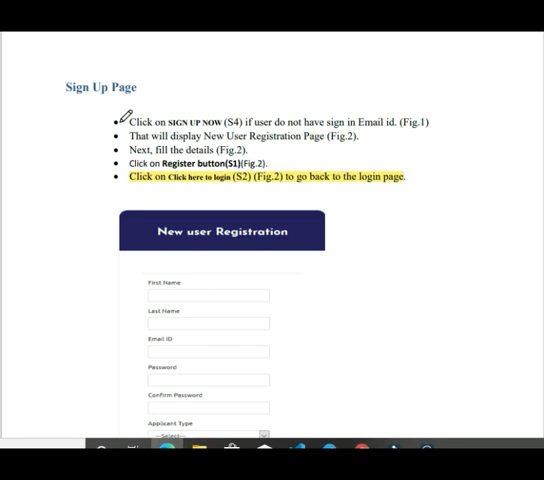 Sign Up Page
Click on SIGN UP NOW (S4) if user do not have sign in Email id. (Fig.1)
That will display New User Registration Page (Fig.2).
Next, fill the details (Fig.2).
Click on Register button(S1)(Fig.2).
Click on Click here to login (S2) (Fig.2) to go back to the login page.
New user Registration
First Name
Last Name
Email ID
Password
Confirm Password
Applicant Type
---Select---